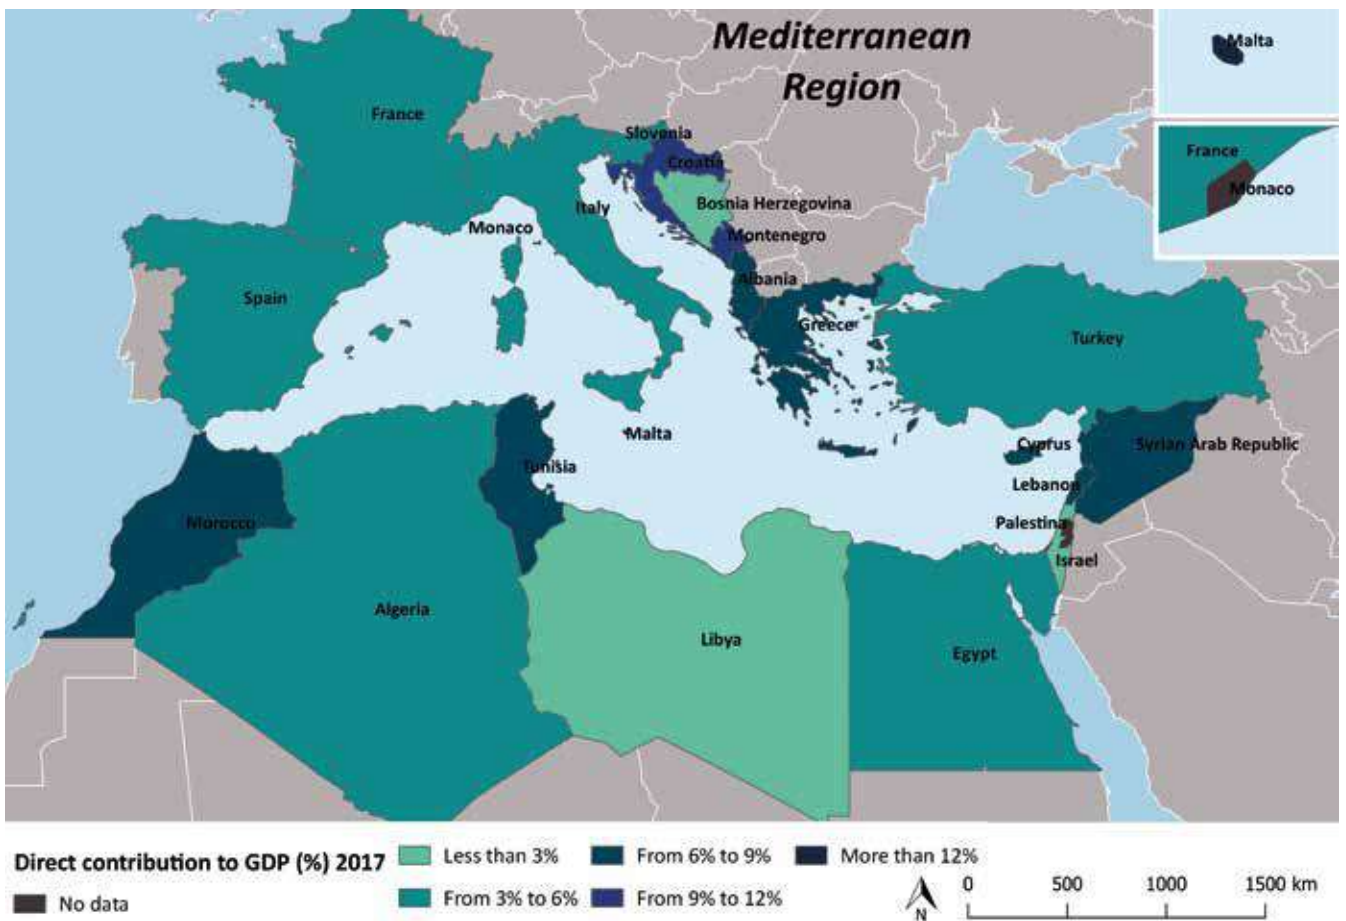 Mediterranean
Region
Malta
France
Monaco
France
Slovenia
Croatia
Bosnia Herzegovina
Italy
Monaco
Montenegro
Albania
Spain
Greece
Turkey
Malta
Cyprus
Syrian Arab Republic
Tunisia
Lebanon
Morocco
Palestina
Israel
Algeria
Libya
Egypt
Direct contribution to GDP (%) 2017
No data
Less than 3%
From 3% to 6%
From 6% to 9%
From 9% to 12%
More than 12%
N
0 500 1000 1500 km